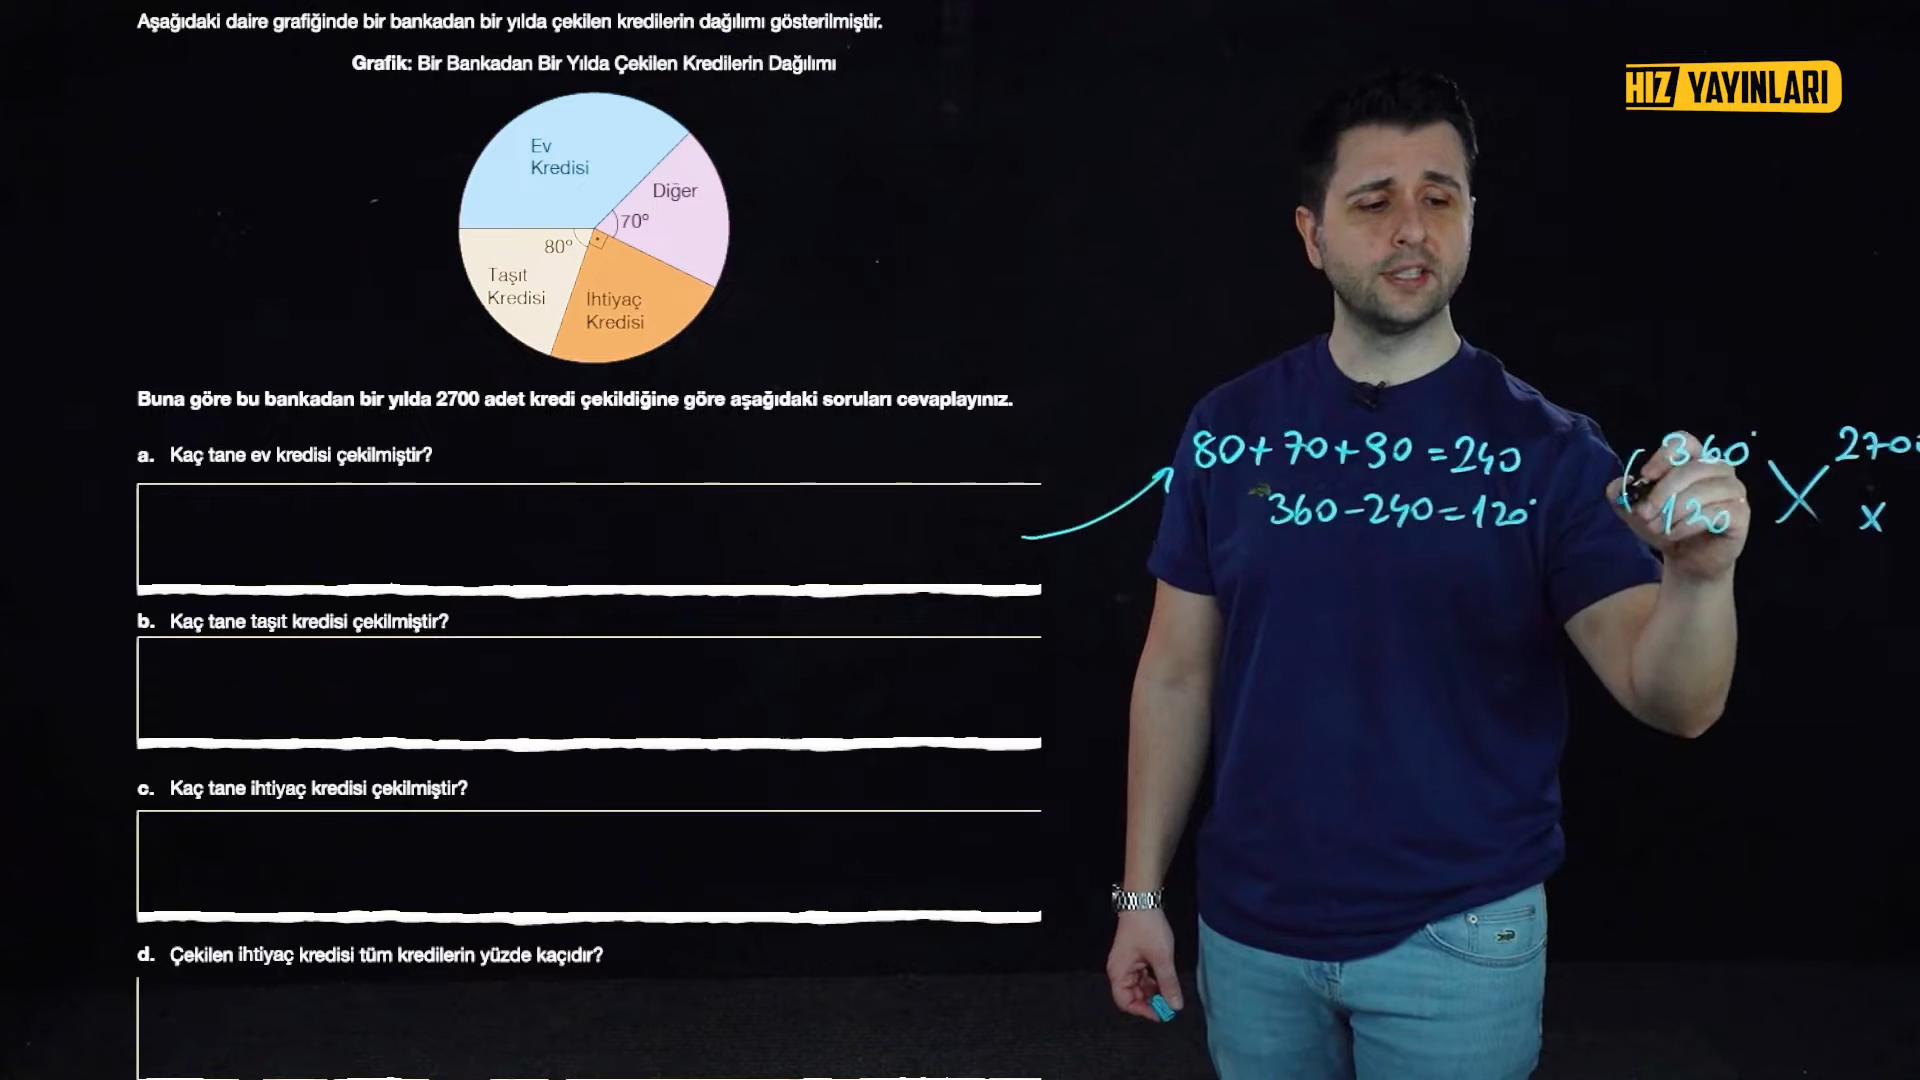 Aşağıdaki daire grafiğinde bir bankadan bir yılda çekilen kredilerin dağılımı gösterilmiştir.
Grafik: Bir Bankadan Bir Yılda Çekilen Kredilerin Dağılımı
HIZ YAYINLARI
Ev
Kredisi
Diğer
70°
80°
Taşıt
Kredisi
İhtiyaç
Kredisi
Buna göre bu bankadan bir yılda 2700 adet kredi çekildiğine göre aşağıdaki soruları cevaplayınız.
a. Kaç tane ev kredisi çekilmiştir?
80+70+90=240
360-240=120°
360° 2700
120 x
b. Kaç tane taşıt kredisi çekilmiştir?
c. Kaç tane ihtiyaç kredisi çekilmiştir?
d. Çekilen ihtiyaç kredisi tüm kredilerin yüzde kaçıdır?